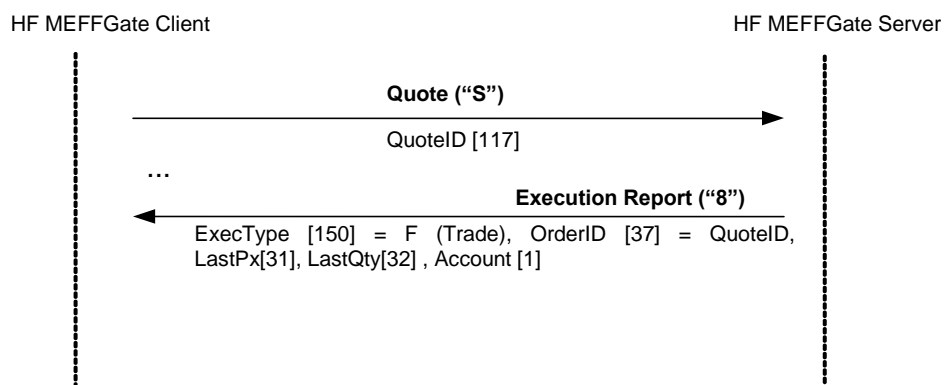 HF MEFFGate Client
HF MEFFGate Server
Quote (“S”)
QuoteID [117]
...
Execution Report (“8”)
ExecType [150] = F (Trade), OrderID [37] = QuoteID,
LastPx[31], LastQty[32] , Account [1]